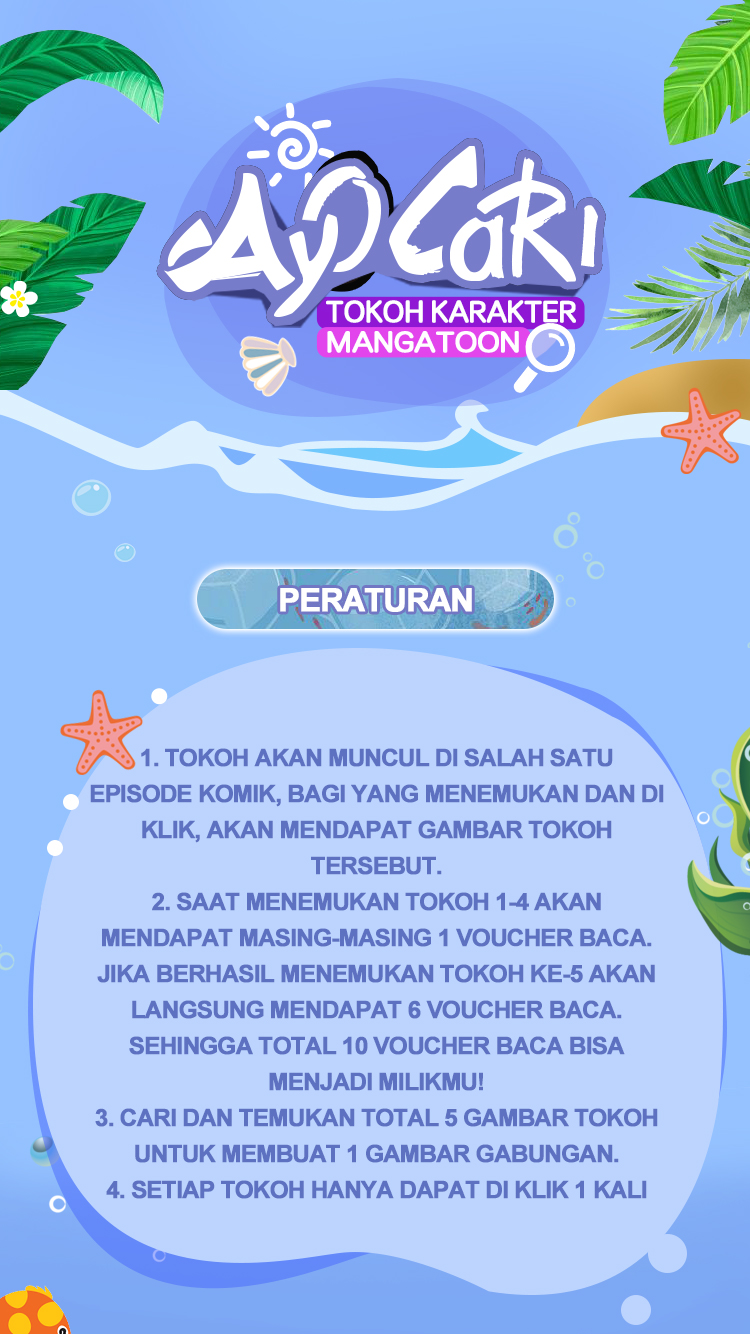 AyO CaRI
TOKOH KARAKTER
MANGATOON
PERATURAN
1. TOKOH AKAN MUNCUL DI SALAH SATU
EPISODE KOMIK, BAGI YANG MENEMUKAN DAN DI
KLIK, AKAN MENDAPAT GAMBAR TOKOH
TERSEBUT.
2. SAAT MENEMUKAN TOKOH 1-4 AKAN
MENDAPAT MASING-MASING 1 VOUCHER BACA.
JIKA BERHASIL MENEMUKAN TOKOH KE-5 AKAN
LANGSUNG MENDAPAT 6 VOUCHER BACA.
SEHINGGA TOTAL 10 VOUCHER BACA BISA
MENJADI MILIKMU!
3. CARI DAN TEMUKAN TOTAL 5 GAMBAR TOKOH
UNTUK MEMBUAT 1 GAMBAR GABUNGAN.
4. SETIAP TOKOH HANYA DAPAT DI KLIK 1 KALI